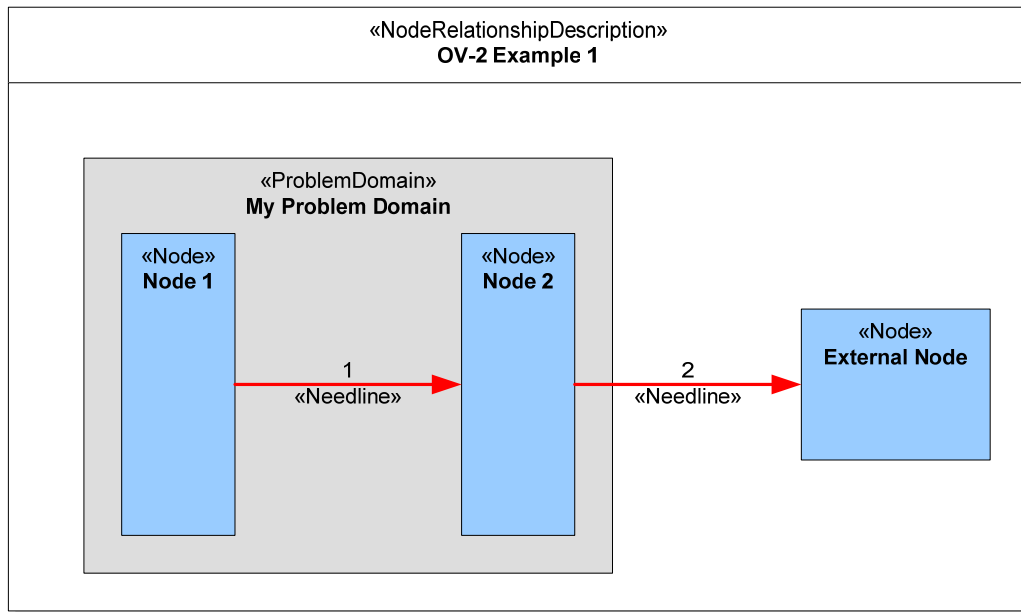 «NodeRelationshipDescription»
OV-2 Example 1
«ProblemDomain»
My Problem Domain
«Node»
Node 1
«Node»
Node 2
«Node»
External Node
1
«Needline»
2
«Needline»